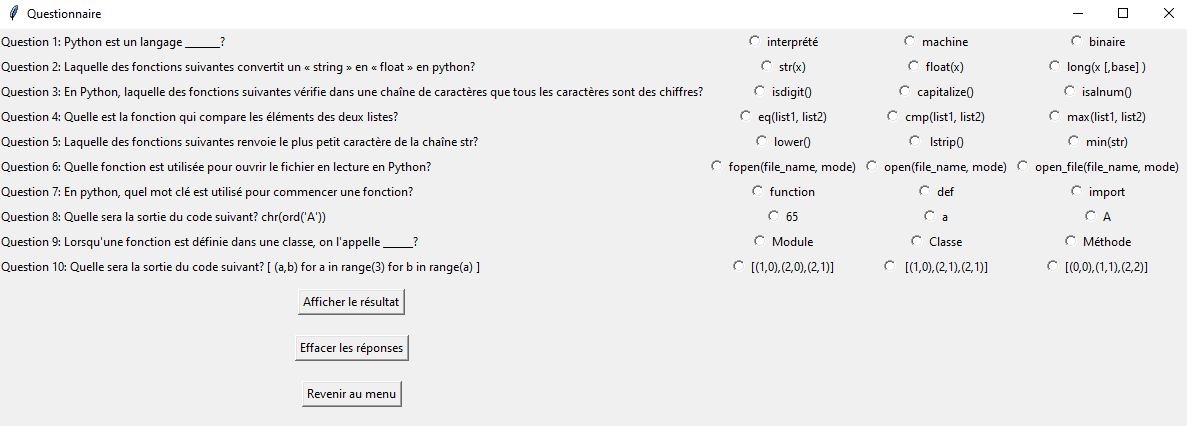 Questionnaire
Question 1: Python est un langage ______? interprété machine binaire
Question 2: Laquelle des fonctions suivantes convertit un « string » en « float » en python? str(x) float(x) long(x [,base] )
Question 3: En Python, laquelle des fonctions suivantes vérifie dans une chaîne de caractères que tous les caractères sont des chiffres? isdigit() capitalize() isalnum()
Question 4: Quelle est la fonction qui compare les éléments des deux listes? eq(list1, list2) cmp(list1, list2) max(list1, list2)
Question 5: Laquelle des fonctions suivantes renvoie le plus petit caractère de la chaîne str? lower() lstrip() min(str)
Question 6: Quelle fonction est utilisée pour ouvrir le fichier en lecture en Python? fopen(file_name, mode) open(file_name, mode) open_file(file_name, mode)
Question 7: En python, quel mot clé est utilisé pour commencer une fonction? function def import
Question 8: Quelle sera la sortie du code suivant? chr(ord('A')) 65 a A
Question 9: Lorsqu'une fonction est définie dans une classe, on l'appelle _____? Module Classe Méthode
Question 10: Quelle sera la sortie du code suivant? [ (a,b) for a in range(3) for b in range(a) ] [(1,0),(2,0),(2,1)] [(1,0),(2,1),(2,1)] [(0,0),(1,1),(2,2)]
Afficher le résultat
Effacer les réponses
Revenir au menu